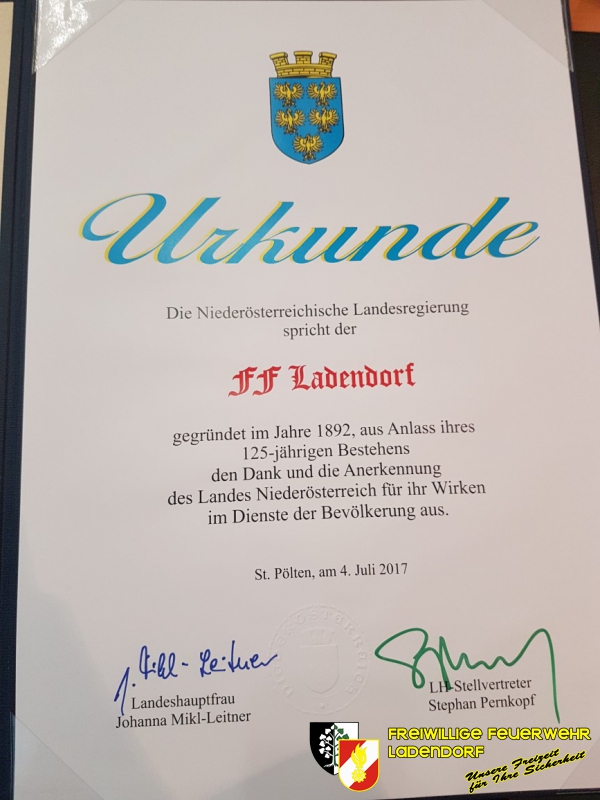 Urkunde
Die Niederösterreichische Landesregierung
spricht der
FF Ladendorf
gegründet im Jahre 1892, aus Anlass ihres
125-jährigen Bestehens
den Dank und die Anerkennung
des Landes Niederösterreich für ihr Wirken
im Dienste der Bevölkerung aus.
St. Pölten, am 4. Juli 2017
J. Mikl-Leitner
Landeshauptfrau
Johanna Mikl-Leitner
LH-Stellvertreter
Stephan Pernkopf
Freiwillige Feuerwehr
Ladendorf
Unsere Freizeit
für Ihre Sicherheit